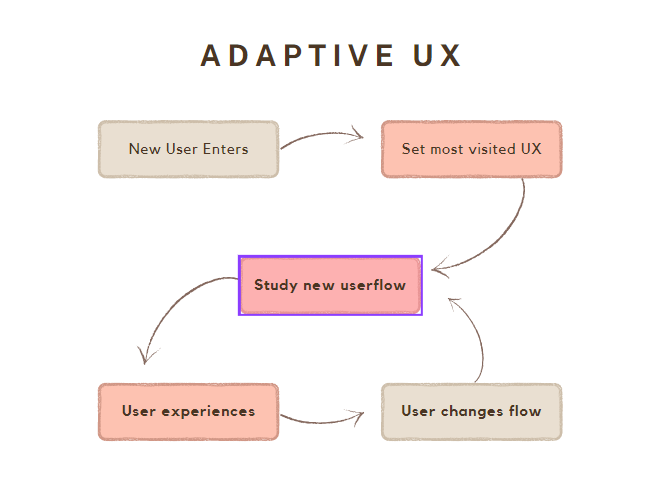 ADAPTIVE UX
New User Enters
Set most visited UX
Study new userflow
User experiences
User changes flow